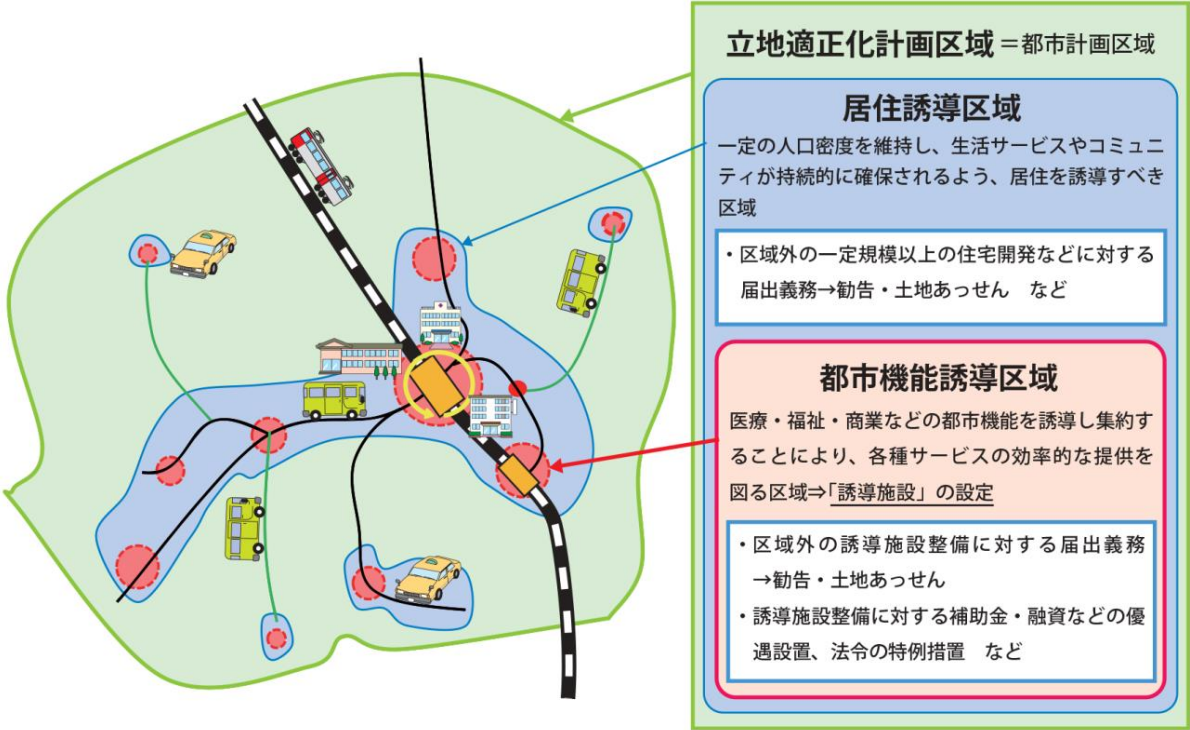 立地適正化計画区域＝都市計画区域
居住誘導区域
一定の人口密度を維持し、生活サービスやコミュニ
ティが持続的に確保されるよう、居住を誘導すべき
区域
・区域外の一定規模以上の住宅開発などに対する
届出義務→勧告・土地あっせん　など
都市機能誘導区域
医療・福祉・商業などの都市機能を誘導し集約す
ることにより、各種サービスの効率的な提供を
図る区域⇒「誘導施設」の設定
・区域外の誘導施設整備に対する届出義務
→勧告・土地あっせん
・誘導施設整備に対する補助金・融資などの優
遇設置、法令の特例措置　など